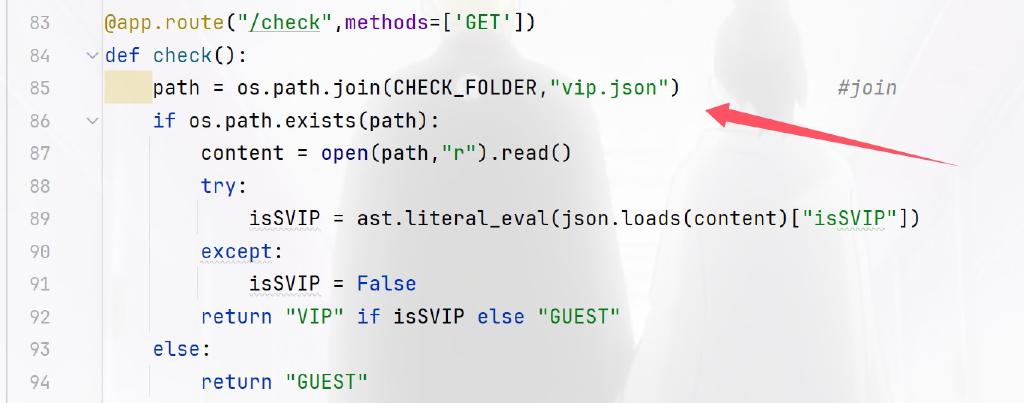 83 @app.route("/check",methods=['GET'])
84 def check():
85     path = os.path.join(CHECK_FOLDER,"vip.json")             #join
86     if os.path.exists(path):
87         content = open(path,"r").read()
88         try:
89             isSVIP = ast.literal_eval(json.loads(content)["isSVIP"])
90         except:
91             isSVIP = False
92         return "VIP" if isSVIP else "GUEST"
93     else:
94         return "GUEST"